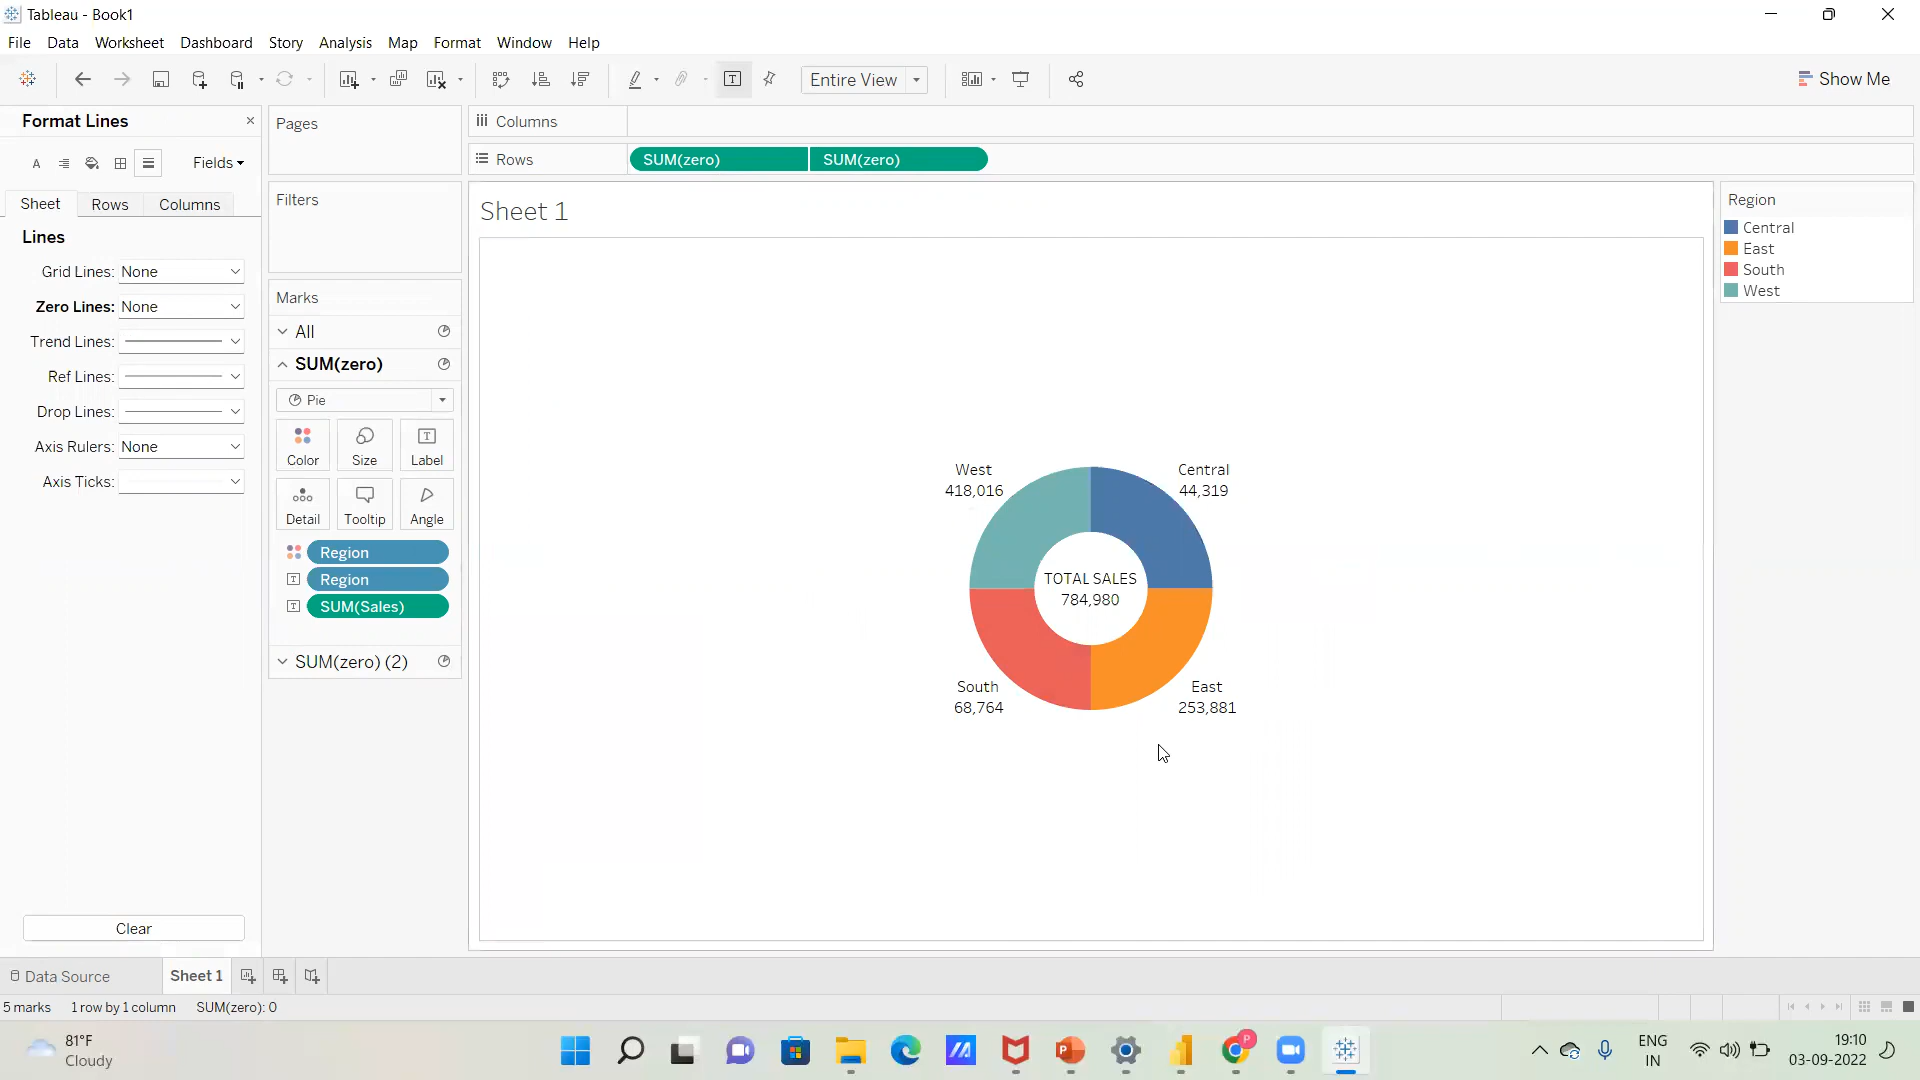 Tableau - Book1
File Data Worksheet Dashboard Story Analysis Map Format Window Help
Entire View
Show Me
Format Lines
Fields
Sheet Rows Columns
Lines
Grid Lines: None
Zero Lines: None
Trend Lines:
Ref Lines:
Drop Lines:
Axis Rulers: None
Axis Ticks:
Clear
Pages
Filters
Marks
All
SUM(zero)
Pie
Color Size Label
Detail Tooltip Angle
Region
Region
SUM(Sales)
SUM(zero) (2)
Columns
Rows SUM(zero) SUM(zero)
Sheet 1
West
418,016
Central
44,319
TOTAL SALES
784,980
South
68,764
East
253,881
Region
Central
East
South
West
Data Source Sheet 1
5 marks 1 row by 1 column SUM(zero): 0
81°F
Cloudy
ENG
IN
19:10
03-09-2022